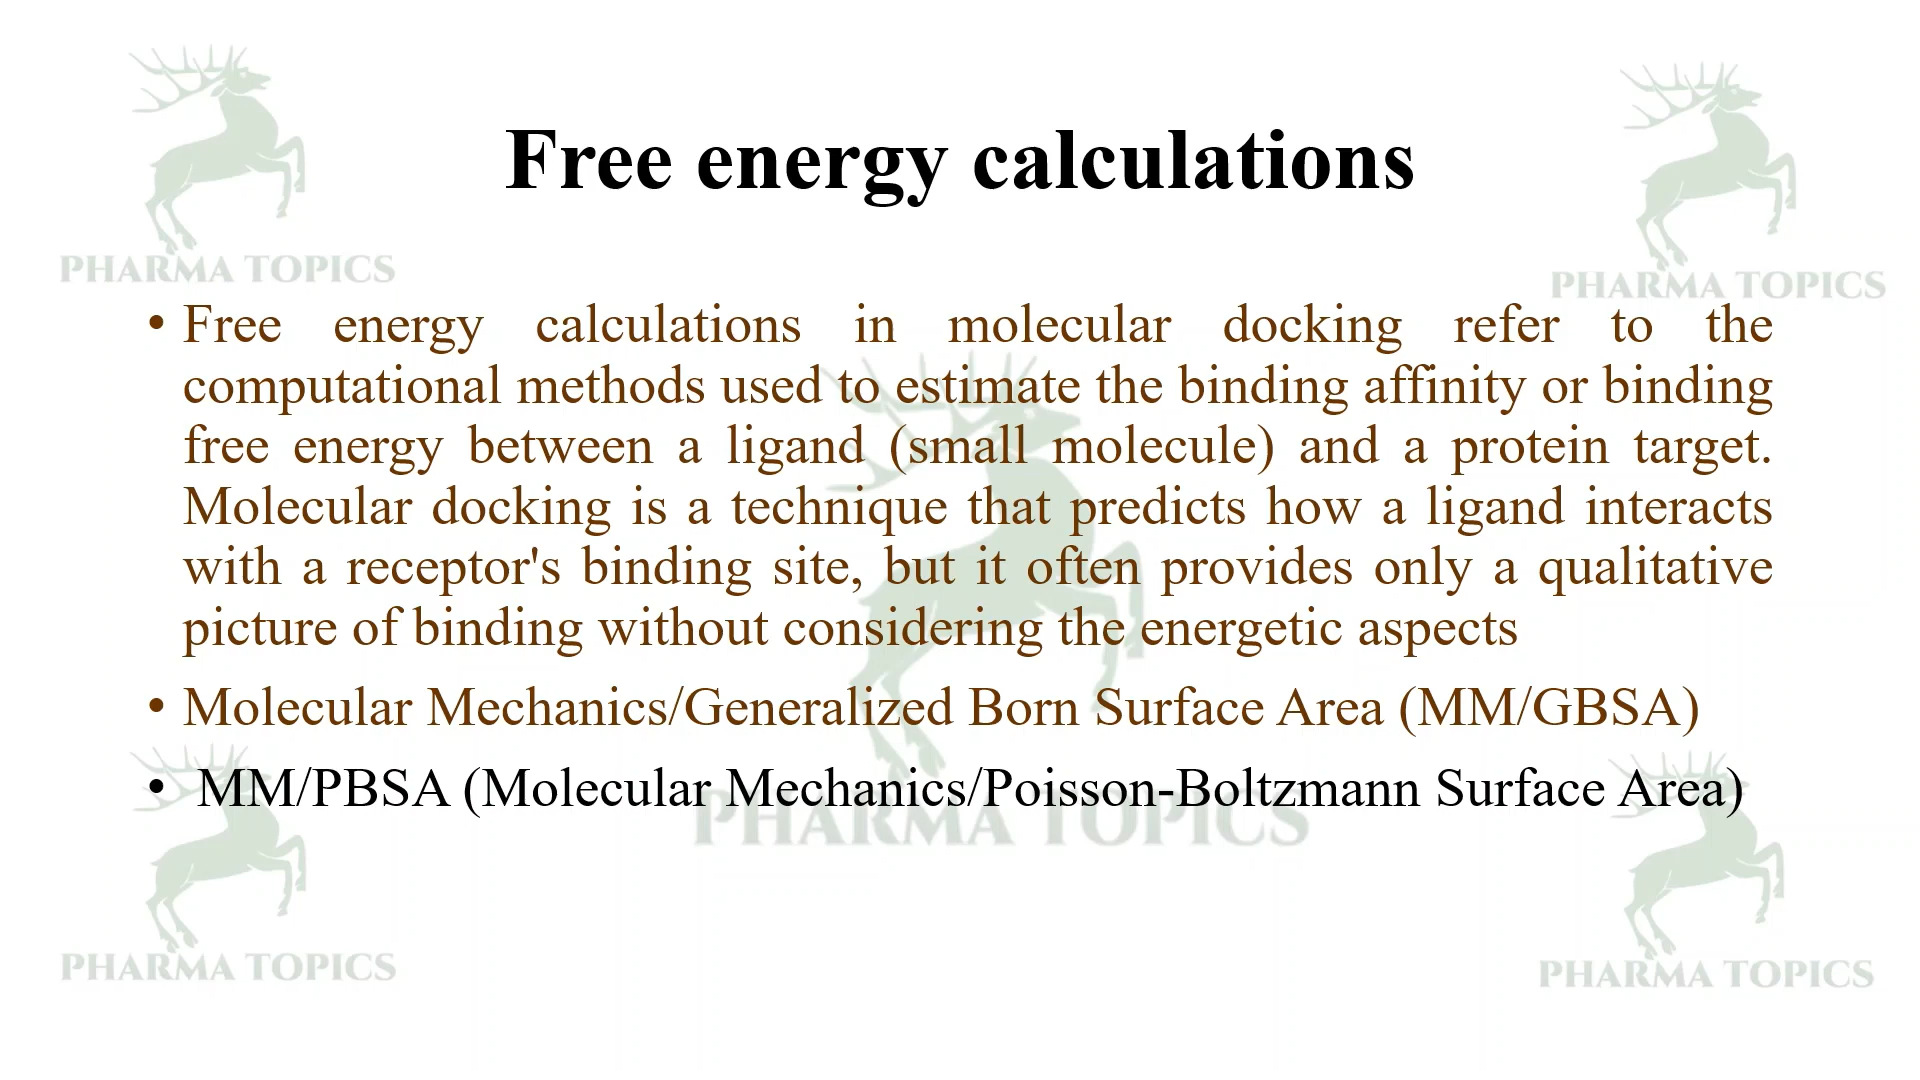 Free energy calculations
PHARMA TOPICS
PHARMA TOPICS
• Free energy calculations in molecular docking refer to the
computational methods used to estimate the binding affinity or binding
free energy between a ligand (small molecule) and a protein target.
Molecular docking is a technique that predicts how a ligand interacts
with a receptor's binding site, but it often provides only a qualitative
picture of binding without considering the energetic aspects
• Molecular Mechanics/Generalized Born Surface Area (MM/GBSA)
• MM/PBSA (Molecular Mechanics/Poisson-Boltzmann Surface Area)
PHARMA TOPICS
PHARMA TOPICS
PHARMA TOPICS